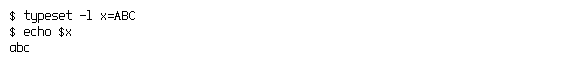 $ typeset -l x=ABC
$ echo $x
abc